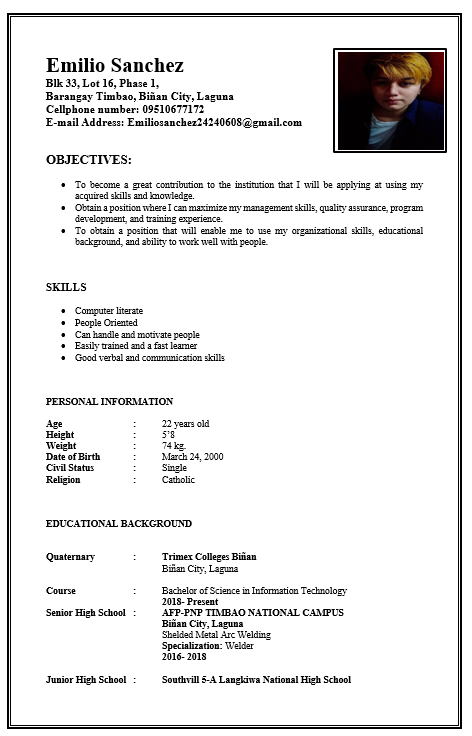 Emilio Sanchez
Blk 33, Lot 16, Phase 1,
Barangay Timbao, Biñan City, Laguna
Cellphone number: 09510677172
E-mail Address: Emiliosanchez24240608@gmail.com
OBJECTIVES:
• To become a great contribution to the institution that I will be applying at using my
acquired skills and knowledge.
• Obtain a position where I can maximize my management skills, quality assurance, program
development, and training experience.
• To obtain a position that will enable me to use my organizational skills, educational
background, and ability to work well with people.
SKILLS
• Computer literate
• People Oriented
• Can handle and motivate people
• Easily trained and a fast learner
• Good verbal and communication skills
PERSONAL INFORMATION
Age : 22 years old
Height : 5’8
Weight : 74 kg.
Date of Birth : March 24, 2000
Civil Status : Single
Religion : Catholic
EDUCATIONAL BACKGROUND
Quaternary : Trimex Colleges Biñan
Biñan City, Laguna
Course : Bachelor of Science in Information Technology
2018- Present
Senior High School : AFP-PNP TIMBAO NATIONAL CAMPUS
Biñan City, Laguna
Shelded Metal Arc Welding
Specialization: Welder
2016- 2018
Junior High School : Southvill 5-A Langkiwa National High School